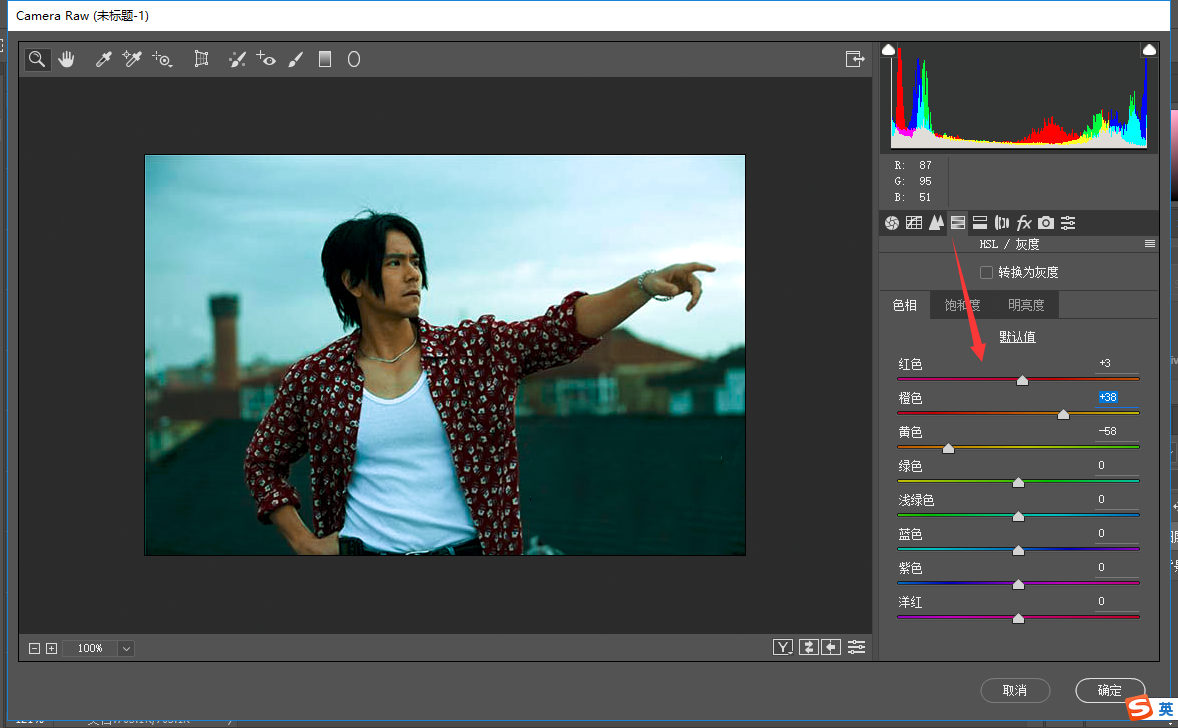 Camera Raw (未标题-1)
R: 87
G: 95
B: 51
fx
HSL / 灰度
转换为灰度
色相 饱和度 明亮度
默认值
红色 +3
橙色 +38
黄色 -58
绿色 0
浅绿色 0
蓝色 0
紫色 0
洋红 0
100%
Y
取消
确定
S 英